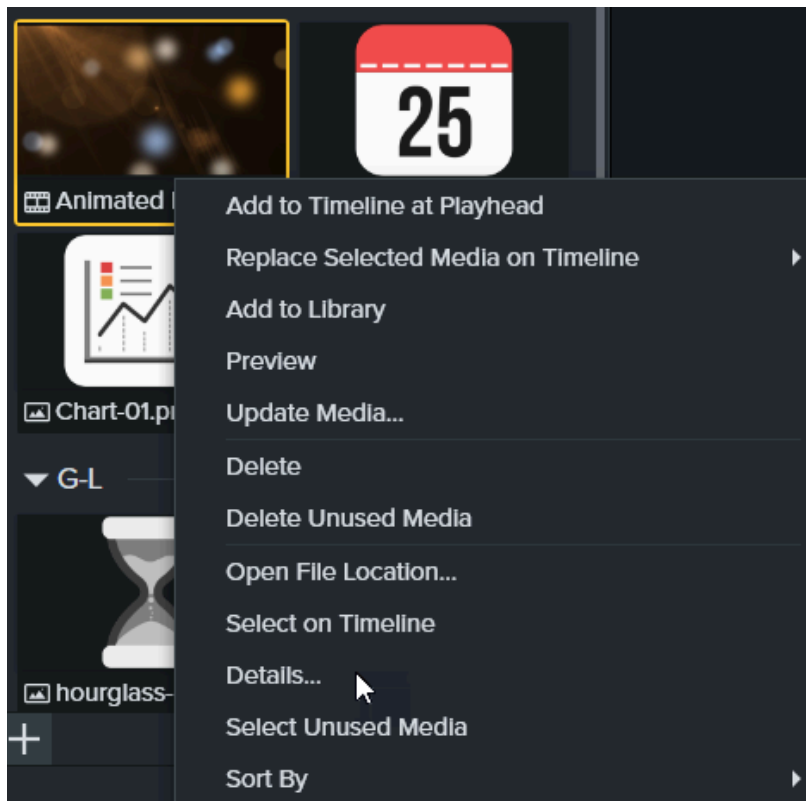 25
Animated
Chart-01.p
G-L
hourglass-
Add to Timeline at Playhead
Replace Selected Media on Timeline
Add to Library
Preview
Update Media...
Delete
Delete Unused Media
Open File Location...
Select on Timeline
Details...
Select Unused Media
Sort By